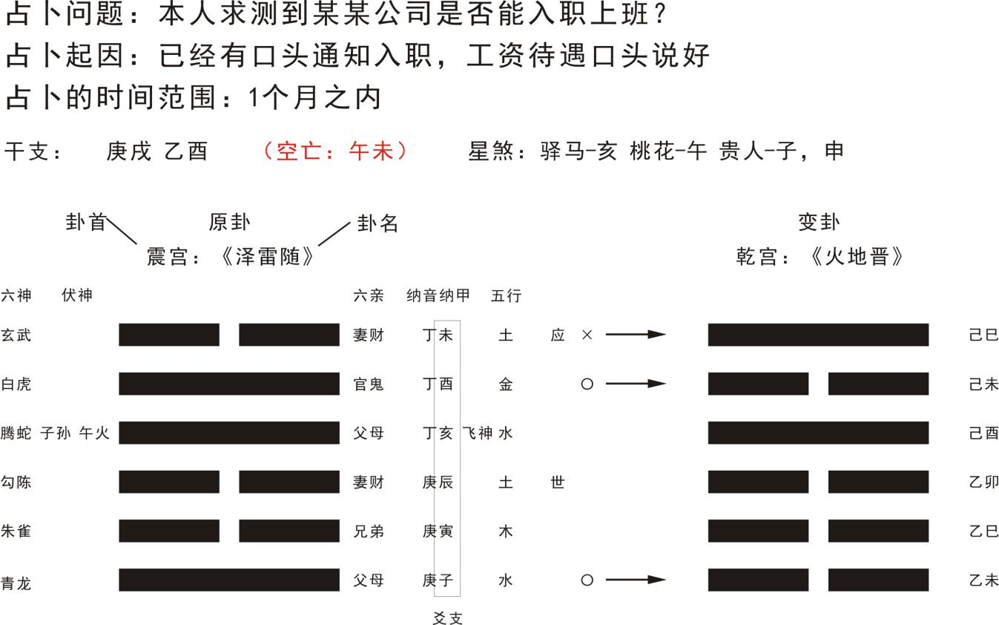 占卜问题：本人求测到某某公司是否能入职上班？
占卜起因：已经有口头通知入职，工资待遇口头说好
占卜的时间范围：1个月之内
干支： 庚戌 乙酉 （空亡：午未） 星煞：驿马-亥 桃花-午 贵人-子，申
卦首 原卦 卦名 变卦
震宫：《泽雷随》 乾宫：《火地晋》
六神 伏神 六亲 纳音纳甲 五行
玄武 妻财 丁未 土 应 × 己巳
白虎 官鬼 丁酉 金 ○ 己未
腾蛇 子孙 午火 父母 丁亥 飞神 水 己酉
勾陈 妻财 庚辰 土 世 乙卯
朱雀 兄弟 庚寅 木 乙巳
青龙 父母 庚子 水 ○ 乙未
爻支